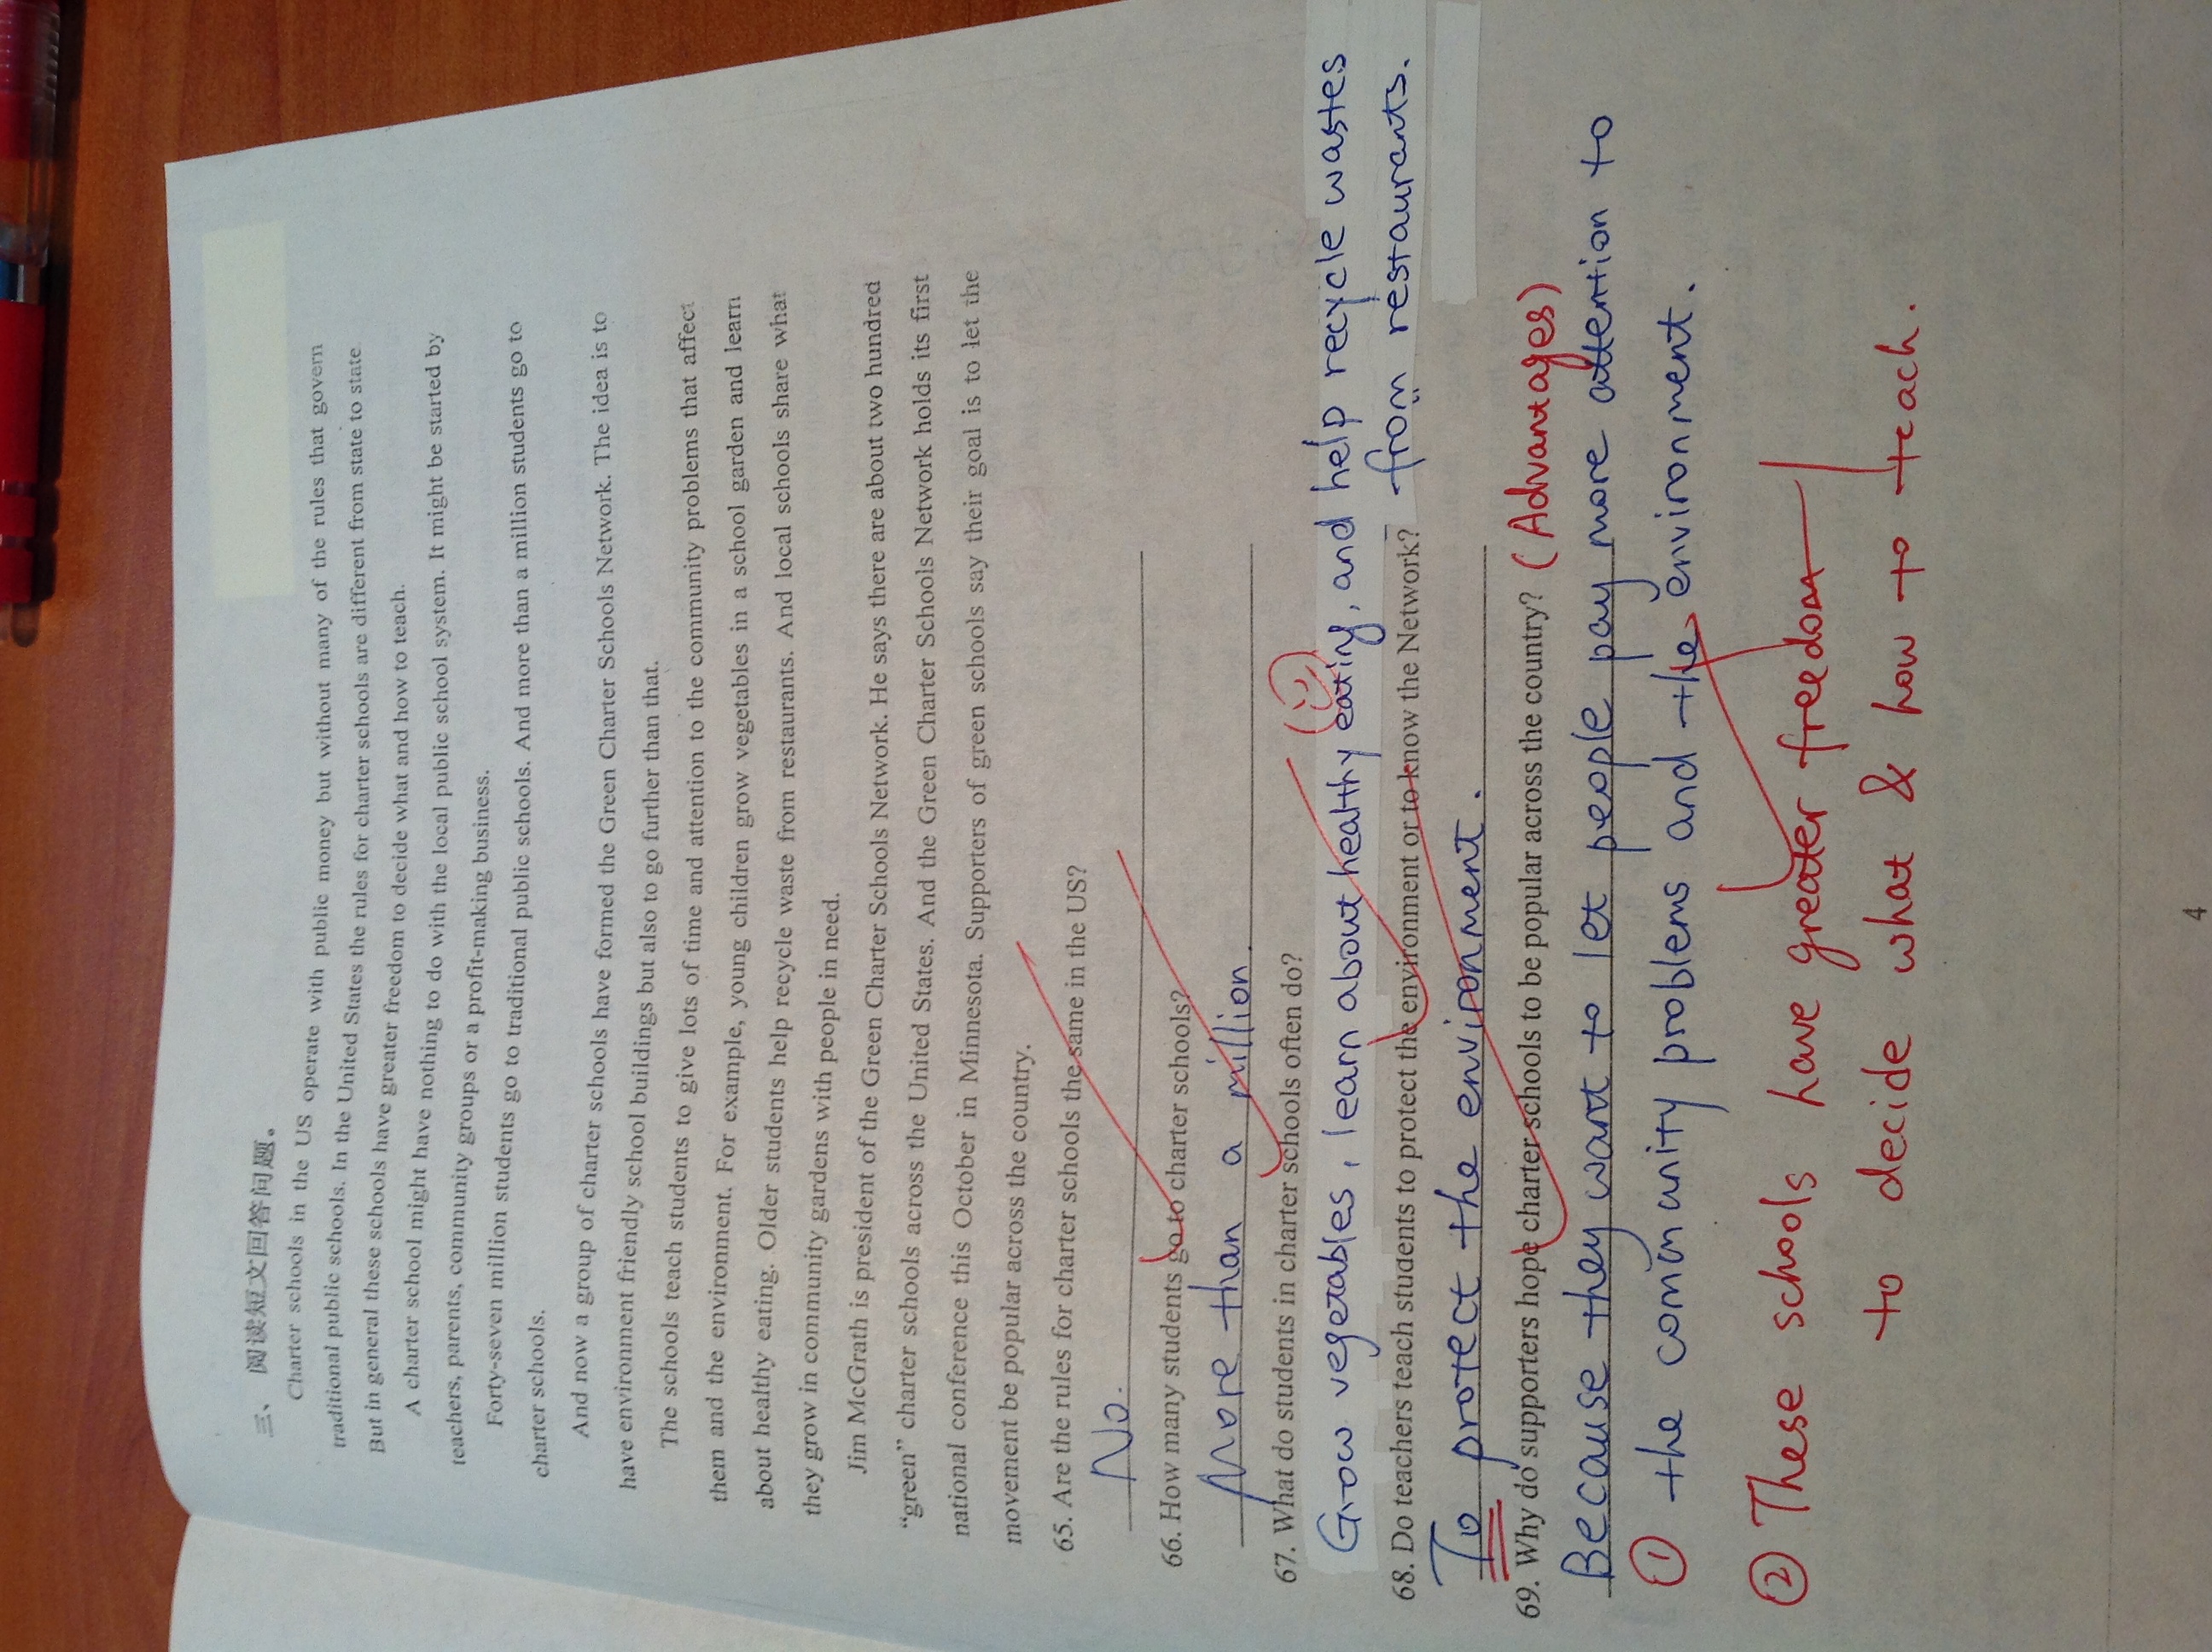 三、阅读短文回答问题。
Charter schools in the US operate with public money but without many of the rules that govern
traditional public schools. In the United States the rules for charter schools are different from state to state
But in general these schools have greater freedom to decide what and how to teach.
A charter school might have nothing to do with the local public school system. It might be started by
teachers, parents, community groups or a profit-making business.
Forty-seven million students go to traditional public schools. And more than a million students go to
charter schools.
And now a group of charter schools have formed the Green Charter Schools Network. The idea is to
have environment friendly school buildings but also to go further than that.
The schools teach students to give lots of time and attention to the community problems that affect
them and the environment. For example, young children grow vegetables in a school garden and learn
about healthy eating. Older students help recycle waste from restaurants. And local schools share what
they grow in community gardens with people in need.
Jim McGrath is president of the Green Charter Schools Network. He says there are about two hundred
“green” charter schools across the United States. And the Green Charter Schools Network holds its first
national conference this October in Minnesota. Supporters of green schools say their goal is to let the
movement be popular across the country.
65. Are the rules for charter schools the same in the US?
No.
66. How many students go to charter schools?
More than a million.
67. What do students in charter schools often do?
Grow vegetables, learn about healthy eating, and help recycle wastes
from restaurants.
68. Do teachers teach students to protect the environment or to know the Network?
To protect the environment.
69. Why do supporters hope charter schools to be popular across the country? (Advantages)
Because they want to let people pay more attention to
① the community problems and the environment.
② These schools have greater freedom
to decide what & how to teach.
4